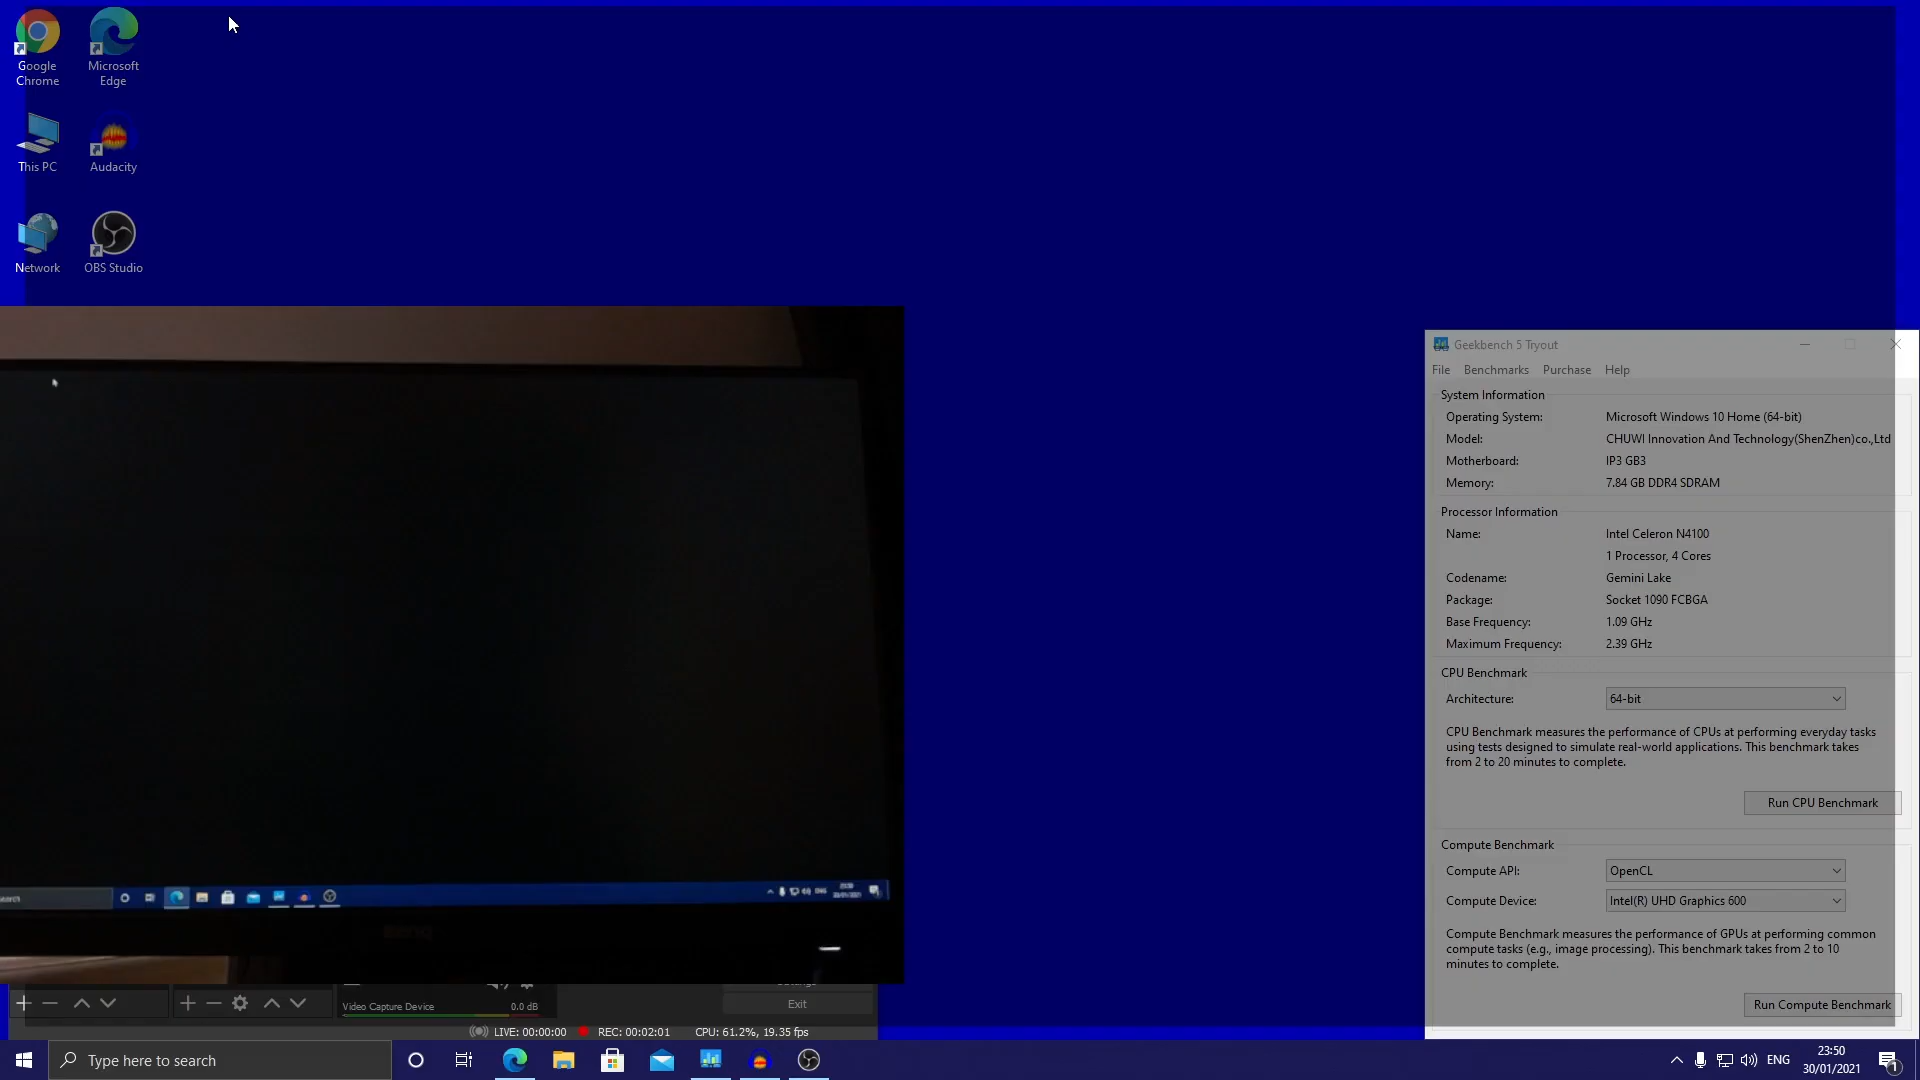 Google
Chrome
Microsoft
Edge
This PC
Audacity
Network
OBS Studio
Geekbench 5 Tryout
File Benchmarks Purchase Help
System Information
Operating System: Microsoft Windows 10 Home (64-bit)
Model: CHUWI Innovation And Technology(ShenZhen)co.,Ltd
Motherboard: IP3 GB3
Memory: 7.84 GB DDR4 SDRAM
Processor Information
Name: Intel Celeron N4100
1 Processor, 4 Cores
Codename: Gemini Lake
Package: Socket 1090 FCBGA
Base Frequency: 1.09 GHz
Maximum Frequency: 2.39 GHz
CPU Benchmark
Architecture: 64-bit
CPU Benchmark measures the performance of CPUs at performing everyday tasks
using tests designed to simulate real-world applications. This benchmark takes
from 2 to 20 minutes to complete.
Run CPU Benchmark
Compute Benchmark
Compute API: OpenCL
Compute Device: Intel(R) UHD Graphics 600
Compute Benchmark measures the performance of GPUs at performing common
compute tasks (e.g., image processing). This benchmark takes from 2 to 10
minutes to complete.
Run Compute Benchmark
Video Capture Device 0.0 dB
Exit
LIVE: 00:00:00 REC: 00:02:01 CPU: 61.2%, 19.35 fps
Type here to search
ENG
23:50
30/01/2021
1